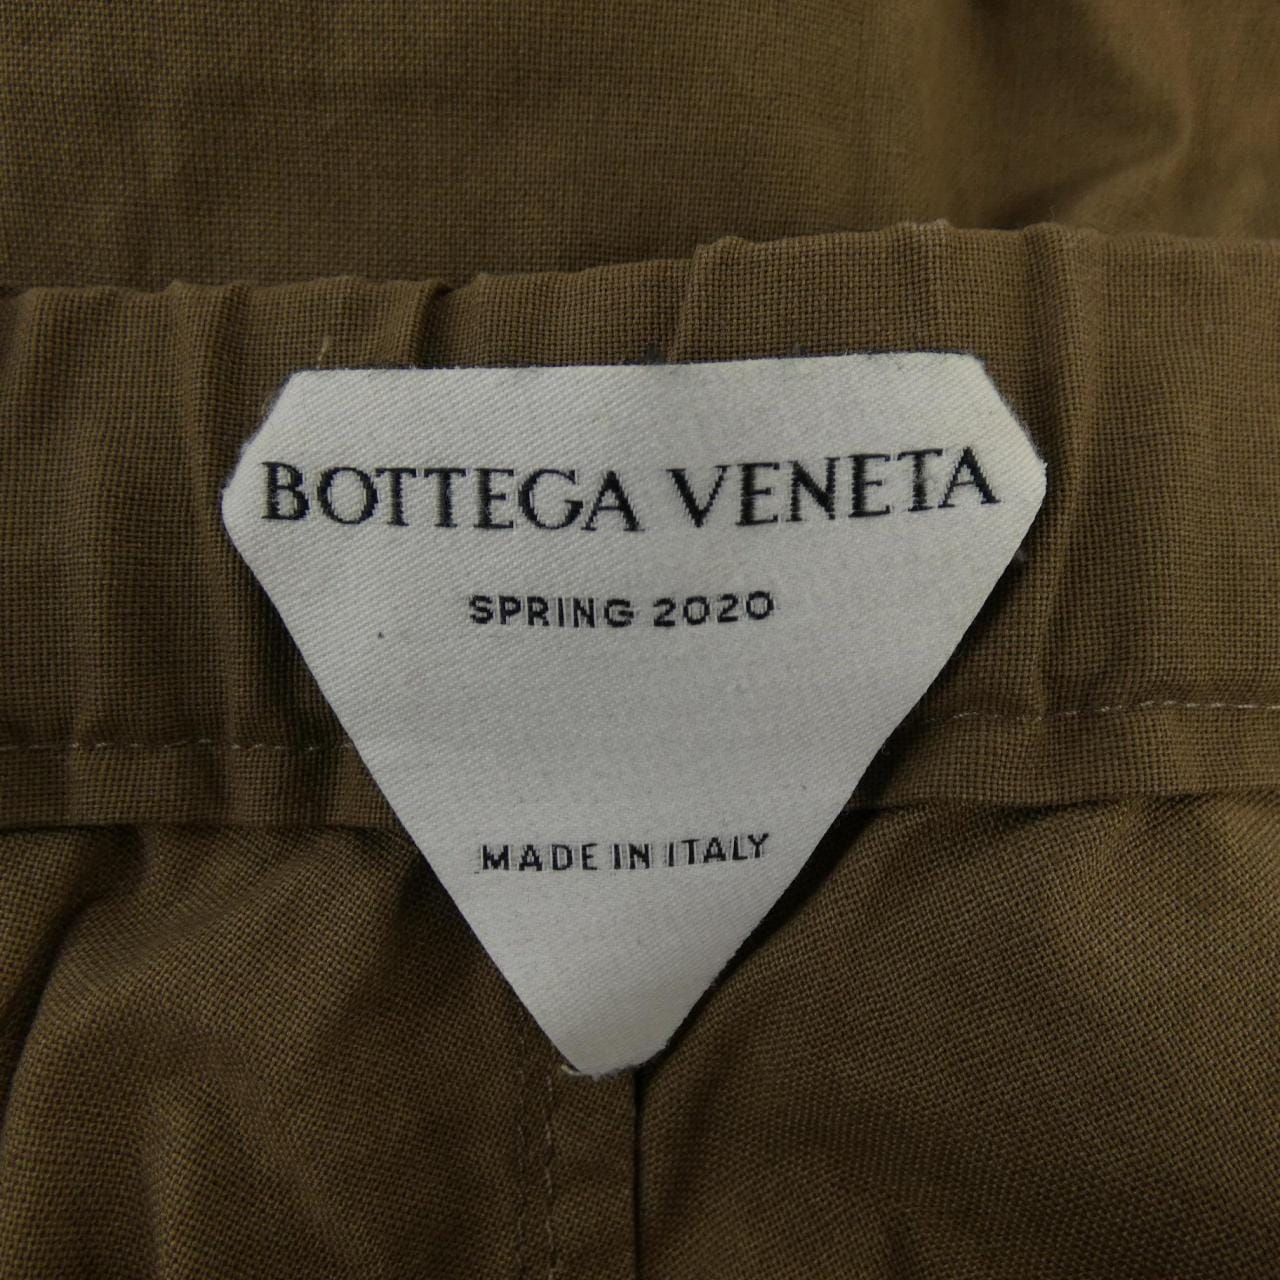 BOTTEGA VENETA
SPRING 2020
MADE IN ITALY